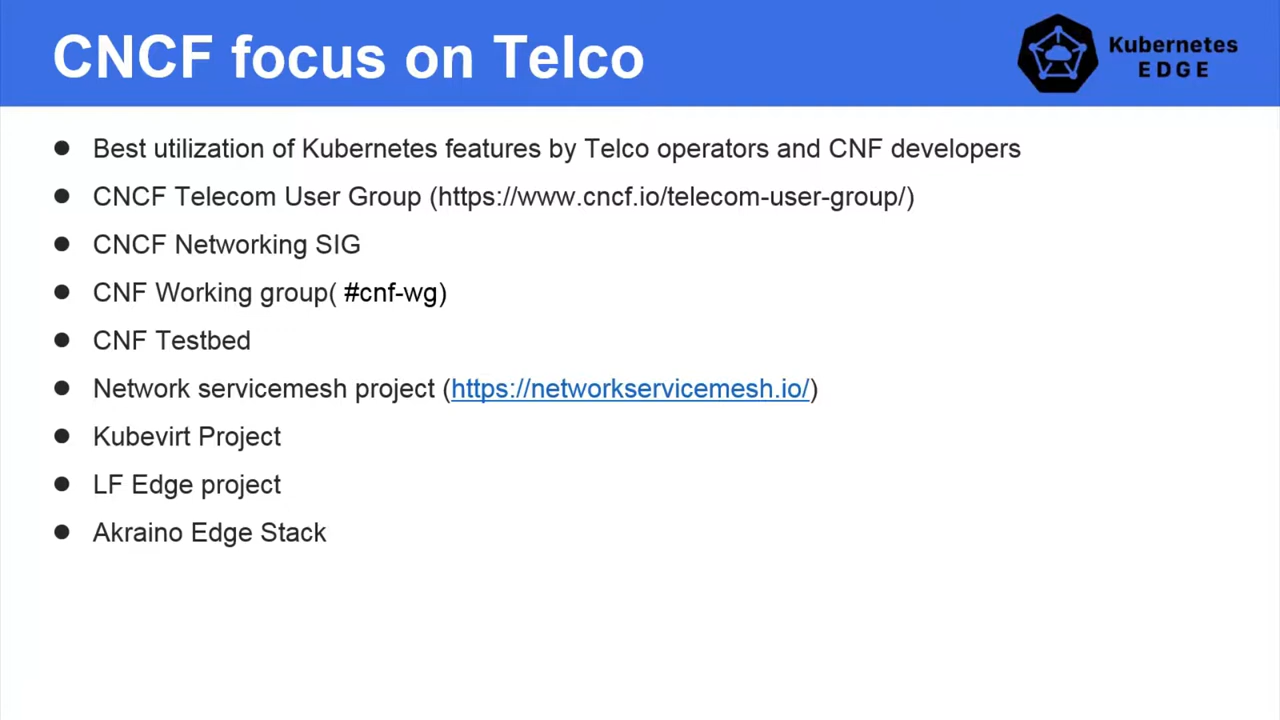 CNCF focus on Telco
Kubernetes
EDGE
● Best utilization of Kubernetes features by Telco operators and CNF developers
● CNCF Telecom User Group (https://www.cncf.io/telecom-user-group/)
● CNCF Networking SIG
● CNF Working group( #cnf-wg)
● CNF Testbed
● Network servicemesh project (https://networkservicemesh.io/)
● Kubevirt Project
● LF Edge project
● Akraino Edge Stack